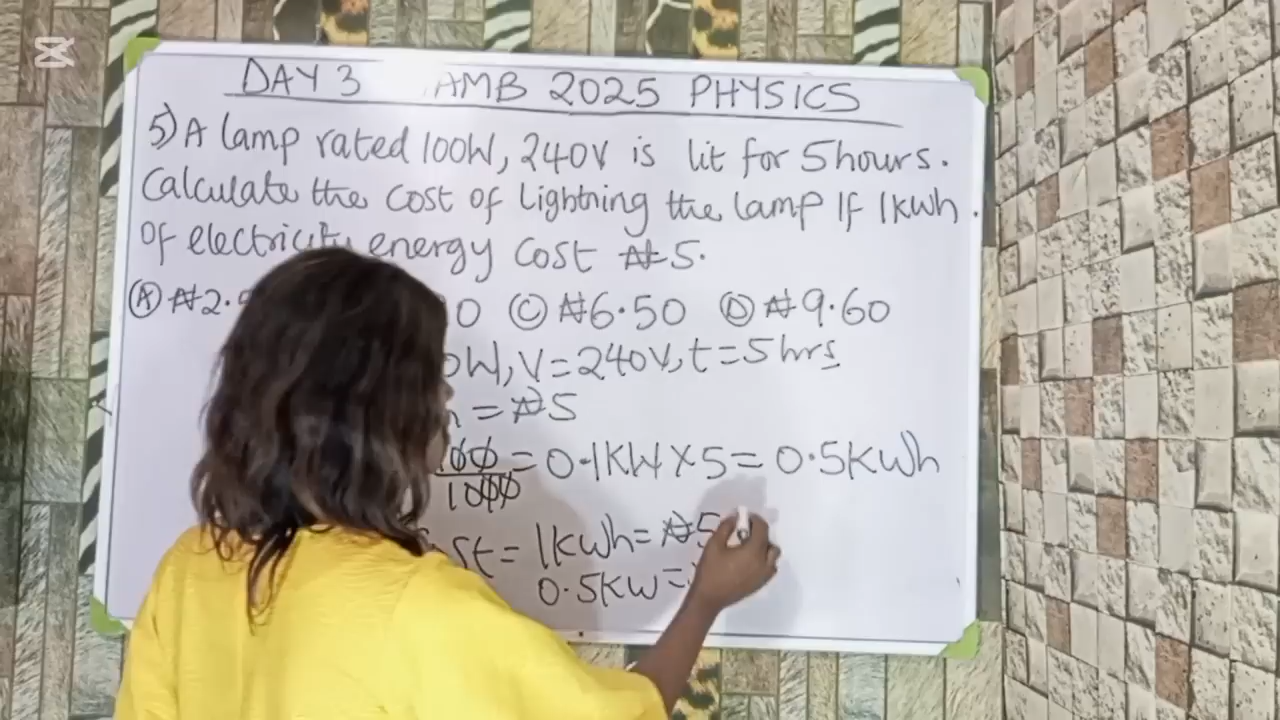 DAY 3 AMB 2025 PHYSICS
5) A lamp rated 100W, 240V is lit for 5hours.
Calculate the cost of Lightning the lamp If 1kwh.
of electricity energy cost ₦5.
(A) ₦2. 0 (C) ₦6.50 (D) ₦9.60
0W, V=240V, t=5hrs
= ₦5
100/1000 = 0.1KW X 5 = 0.5KWh
st = 1kwh= ₦5
0.5KW =